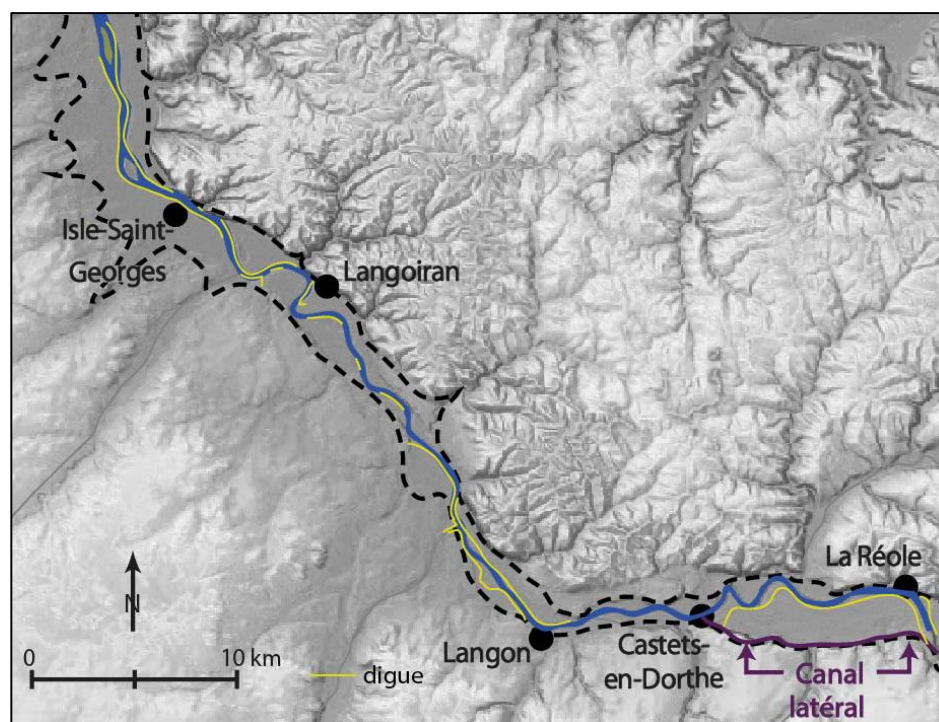 Isle-Saint-
Georges
Langoiran
La Réole
Langon
Castets-
en-Dorthe
Canal
latéral
N
0
10 km
digue